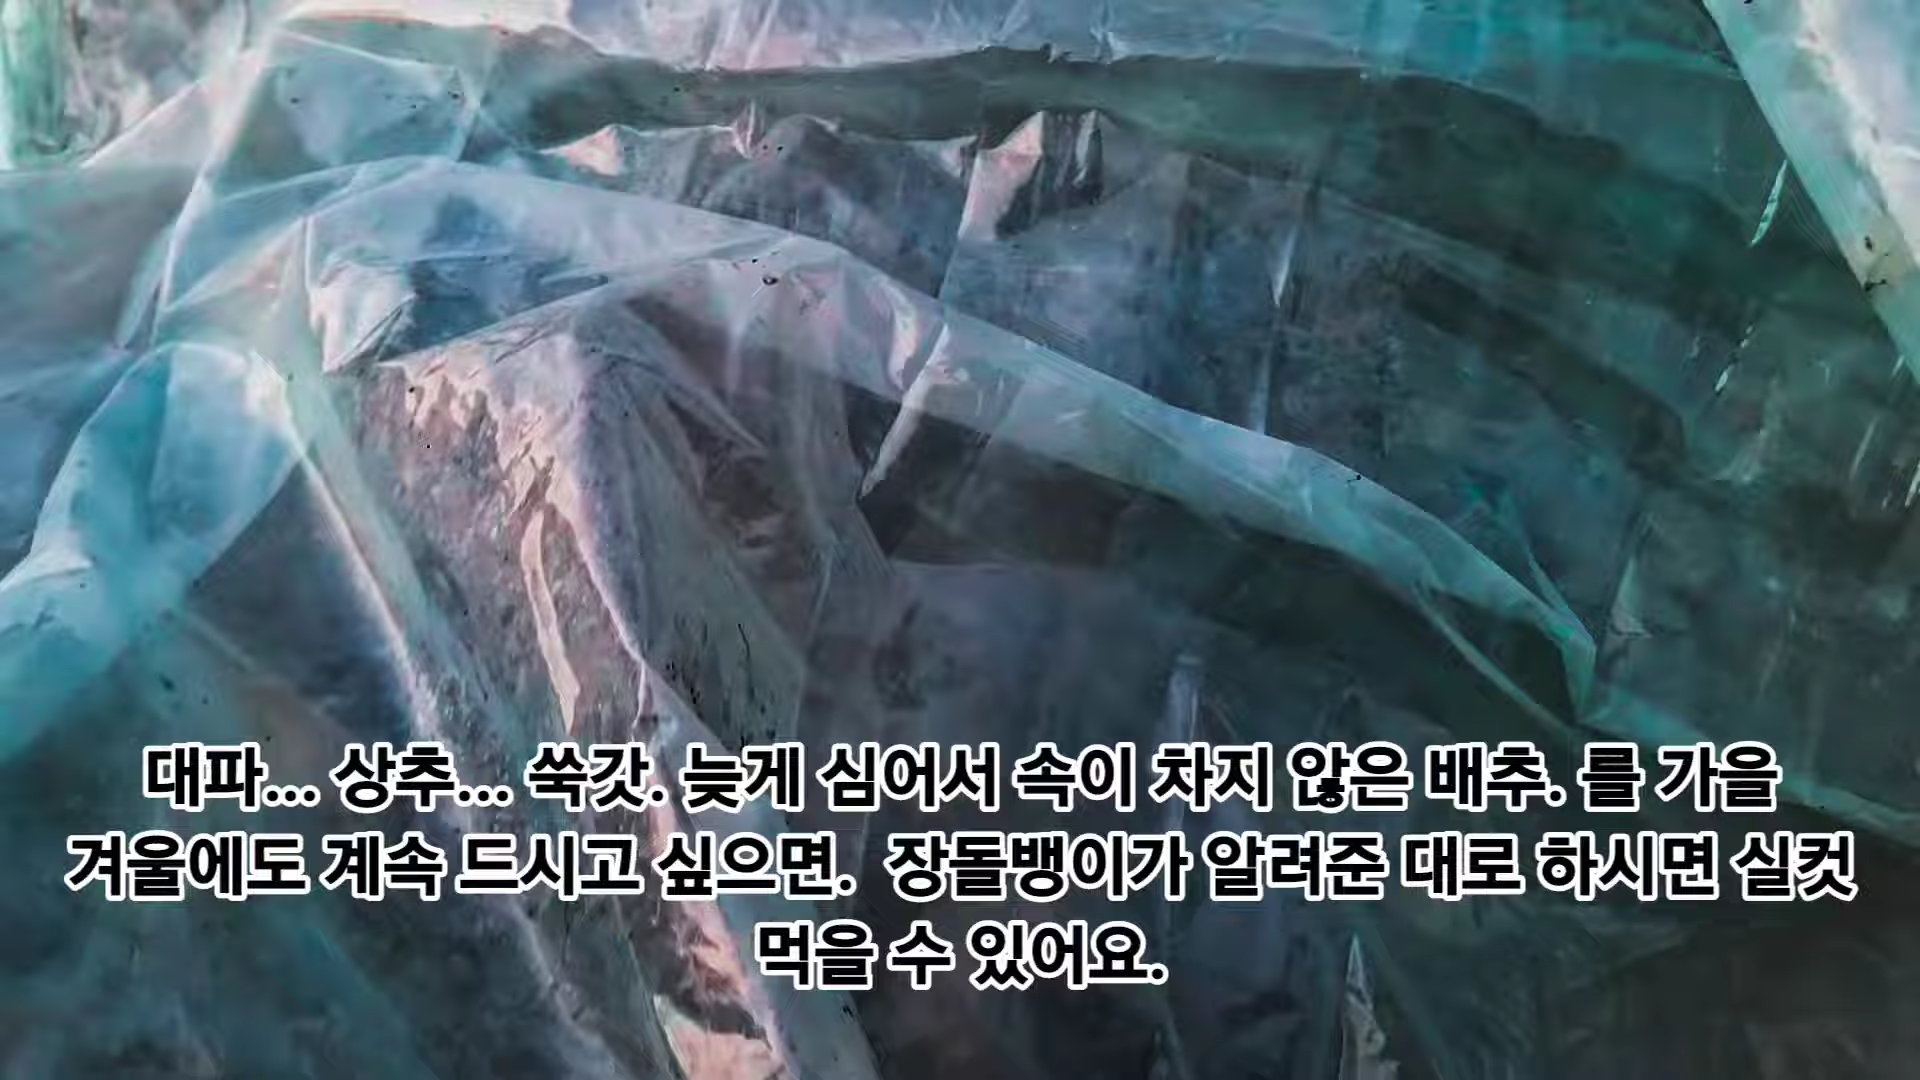 대파... 상추... 쑥갓. 늦게 심어서 속이 차지 않은 배추. 를 가을
겨울에도 계속 드시고 싶으면.  장돌뱅이가 알려준 대로 하시면 실컷
먹을 수 있어요.